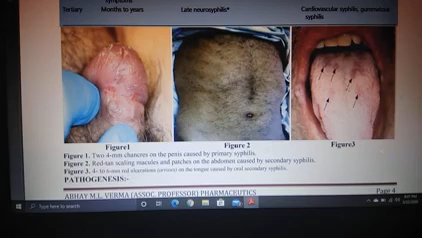 symptoms
Tertiary Months to years Late neurosyphilis* Cardiovascular syphilis, gummatous
syphilis
Figure1 Figure 2 Figure3
Figure 1. Two 4-mm chancres on the penis caused by primary syphilis.
Figure 2. Red-tan scaling macules and patches on the abdomen caused by secondary syphilis.
Figure 3. 4- to 6-mm red ulcerations (arrows) on the tongue caused by oral secondary syphilis.
PATHOGENESIS:-
ABHAY M.L. VERMA (ASSOC. PROFESSOR) PHARMACEUTICS Page 4
Type here to search